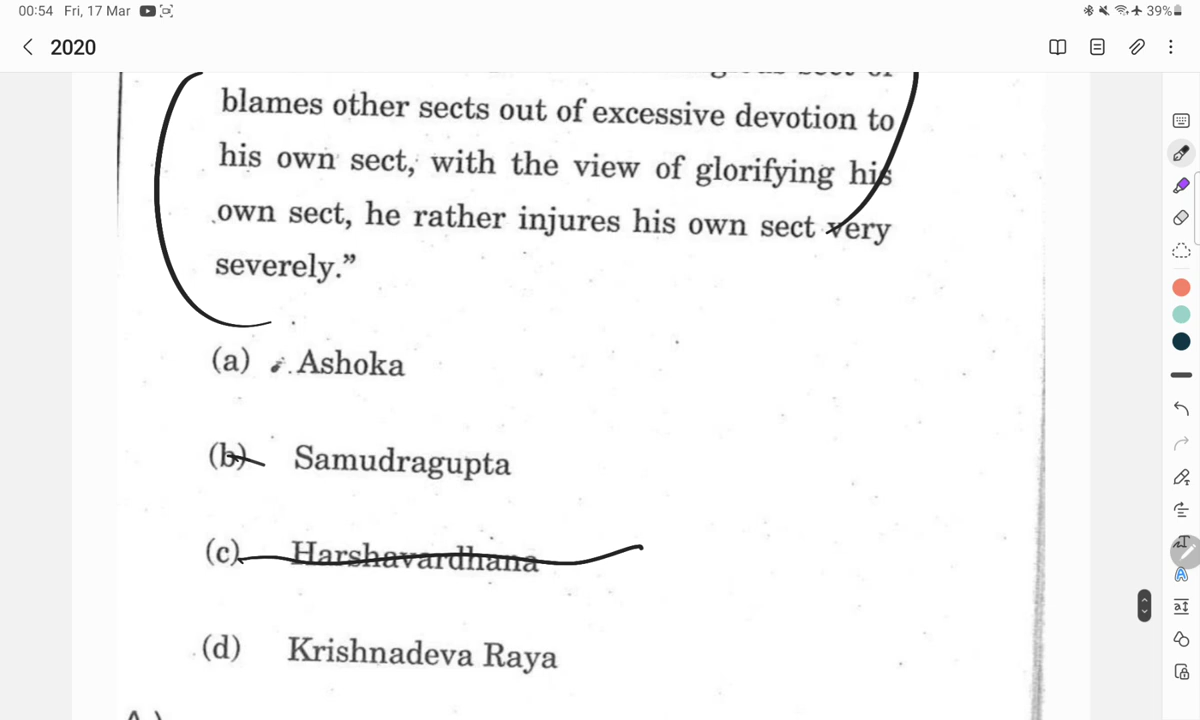 00:54 Fri, 17 Mar
39%
2020
blames other sects out of excessive devotion to
his own sect, with the view of glorifying his
own sect, he rather injures his own sect very
severely.”
(a) Ashoka
(b) Samudragupta
(c) Harshavardhana
(d) Krishnadeva Raya